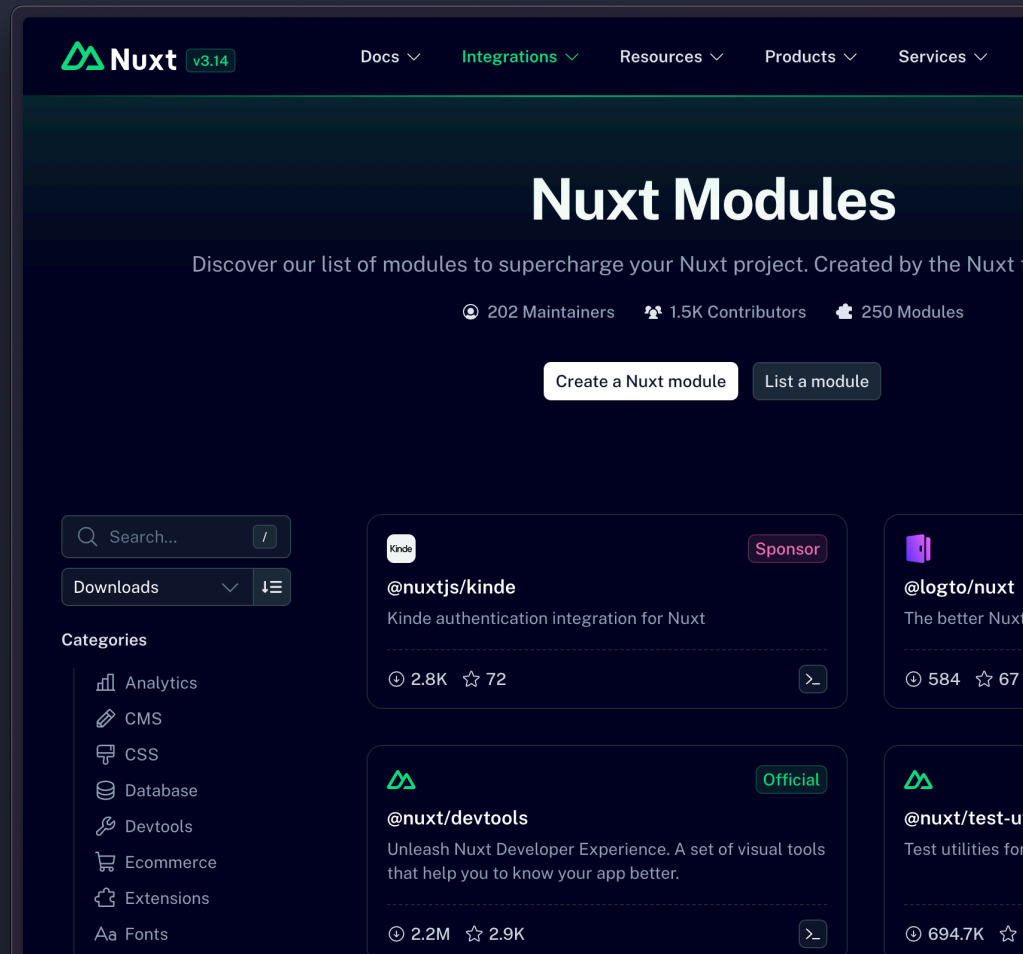 Nuxt v3.14 Docs Integrations Resources Products Services
Nuxt Modules
Discover our list of modules to supercharge your Nuxt project. Created by the Nuxt
202 Maintainers 1.5K Contributors 250 Modules
Create a Nuxt module List a module
Search... /
Downloads
Categories
Analytics
CMS
CSS
Database
Devtools
Ecommerce
Extensions
Aa Fonts
Kinde Sponsor
@nuxtjs/kinde
Kinde authentication integration for Nuxt
2.8K 72
@logto/nuxt
The better Nuxt
584 67
Official
@nuxt/devtools
Unleash Nuxt Developer Experience. A set of visual tools
that help you to know your app better.
2.2M 2.9K
@nuxt/test-u
Test utilities for
694.7K